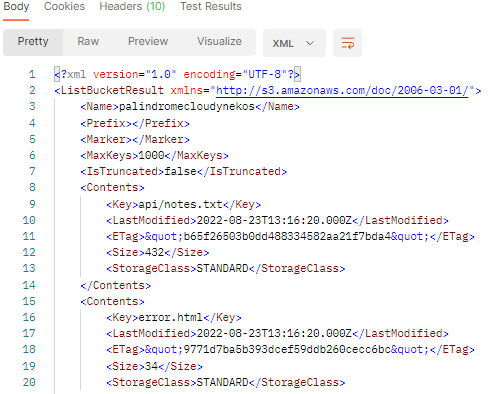 Body Cookies Headers (10) Test Results
Pretty Raw Preview Visualize XML
1 <?xml version="1.0" encoding="UTF-8"?>
2 <ListBucketResult xmlns="http://s3.amazonaws.com/doc/2006-03-01/">
3 <Name>palindromecloudynekos</Name>
4 <Prefix></Prefix>
5 <Marker></Marker>
6 <MaxKeys>1000</MaxKeys>
7 <IsTruncated>false</IsTruncated>
8 <Contents>
9 <Key>api/notes.txt</Key>
10 <LastModified>2022-08-23T13:16:20.000Z</LastModified>
11 <ETag>&quot;b65f26503b0dd488334582aa21f7bda4&quot;</ETag>
12 <Size>432</Size>
13 <StorageClass>STANDARD</StorageClass>
14 </Contents>
15 <Contents>
16 <Key>error.html</Key>
17 <LastModified>2022-08-23T13:16:20.000Z</LastModified>
18 <ETag>&quot;9771d7ba5b393dcef59ddb260cecc6bc&quot;</ETag>
19 <Size>34</Size>
20 <StorageClass>STANDARD</StorageClass>